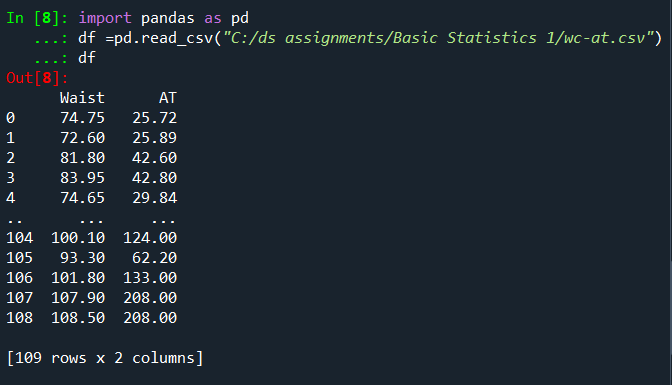 In [8]: import pandas as pd
   ...: df =pd.read_csv("C:/ds assignments/Basic Statistics 1/wc-at.csv")
   ...: df
Out[8]:
      Waist      AT
0     74.75   25.72
1     72.60   25.89
2     81.80   42.60
3     83.95   42.80
4     74.65   29.84
..      ...     ...
104  100.10  124.00
105   93.30   62.20
106  101.80  133.00
107  107.90  208.00
108  108.50  208.00
[109 rows x 2 columns]